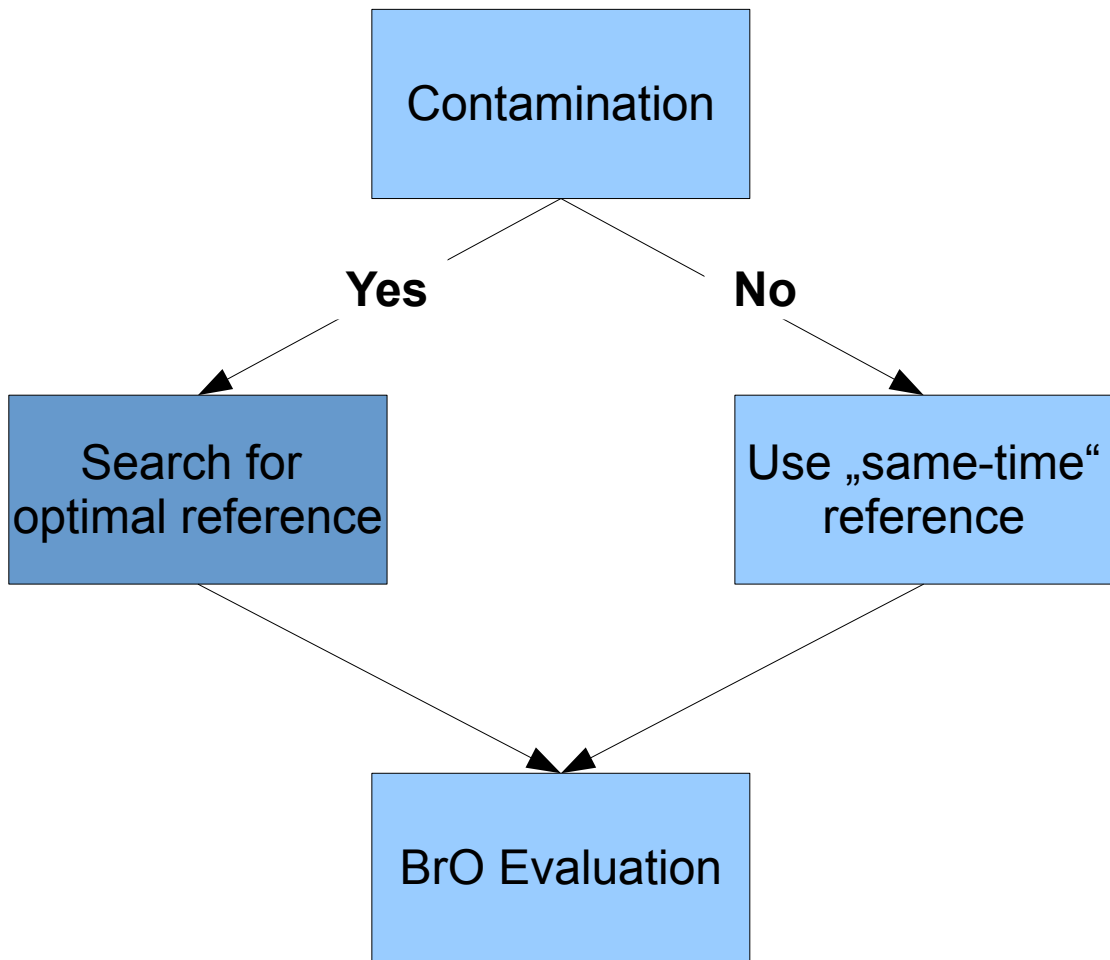 Contamination
Yes
No
Search for
optimal reference
Use „same-time“
reference
BrO Evaluation